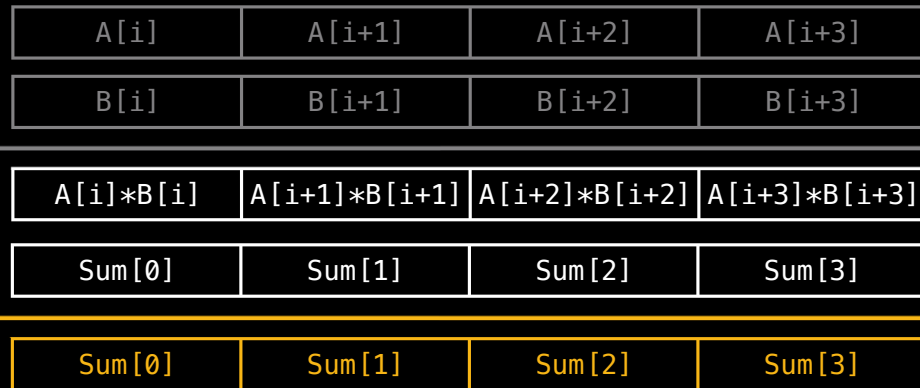 A[i] A[i+1] A[i+2] A[i+3]
B[i] B[i+1] B[i+2] B[i+3]
A[i]*B[i] A[i+1]*B[i+1] A[i+2]*B[i+2] A[i+3]*B[i+3]
Sum[0] Sum[1] Sum[2] Sum[3]
Sum[0] Sum[1] Sum[2] Sum[3]